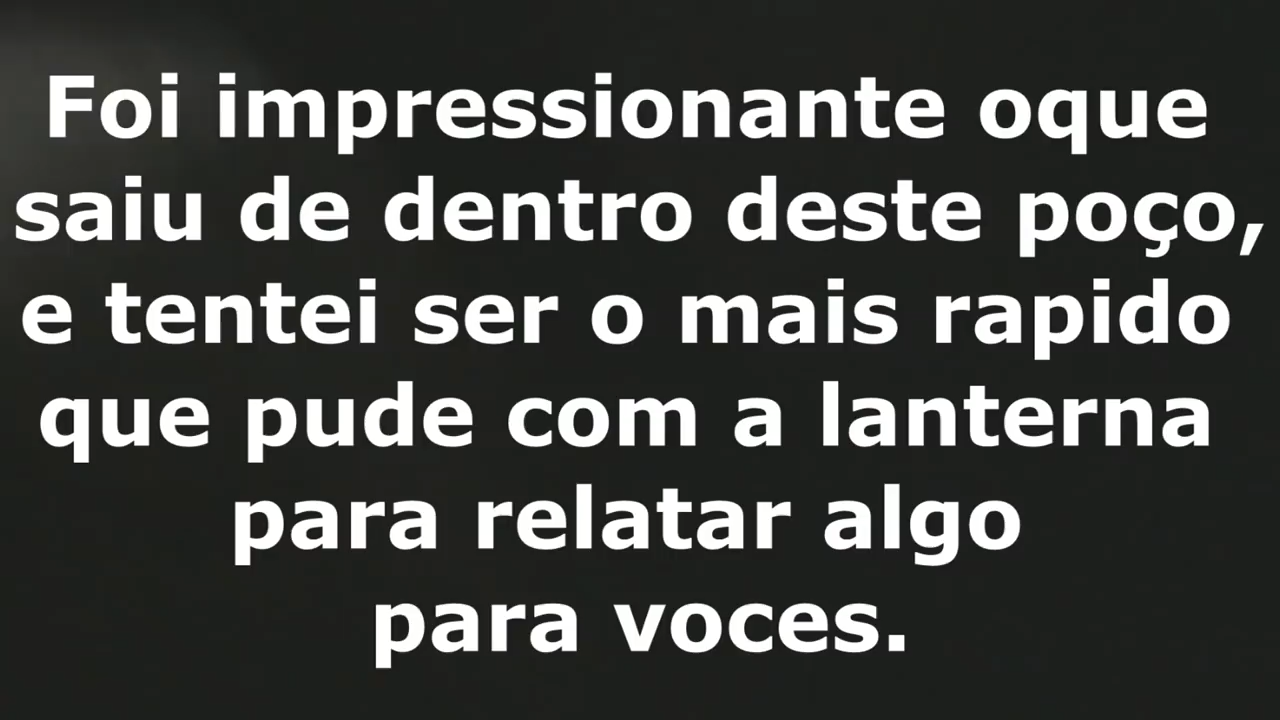 Foi impressionante oque
saiu de dentro deste poço,
e tentei ser o mais rapido
que pude com a lanterna
para relatar algo
para voces.